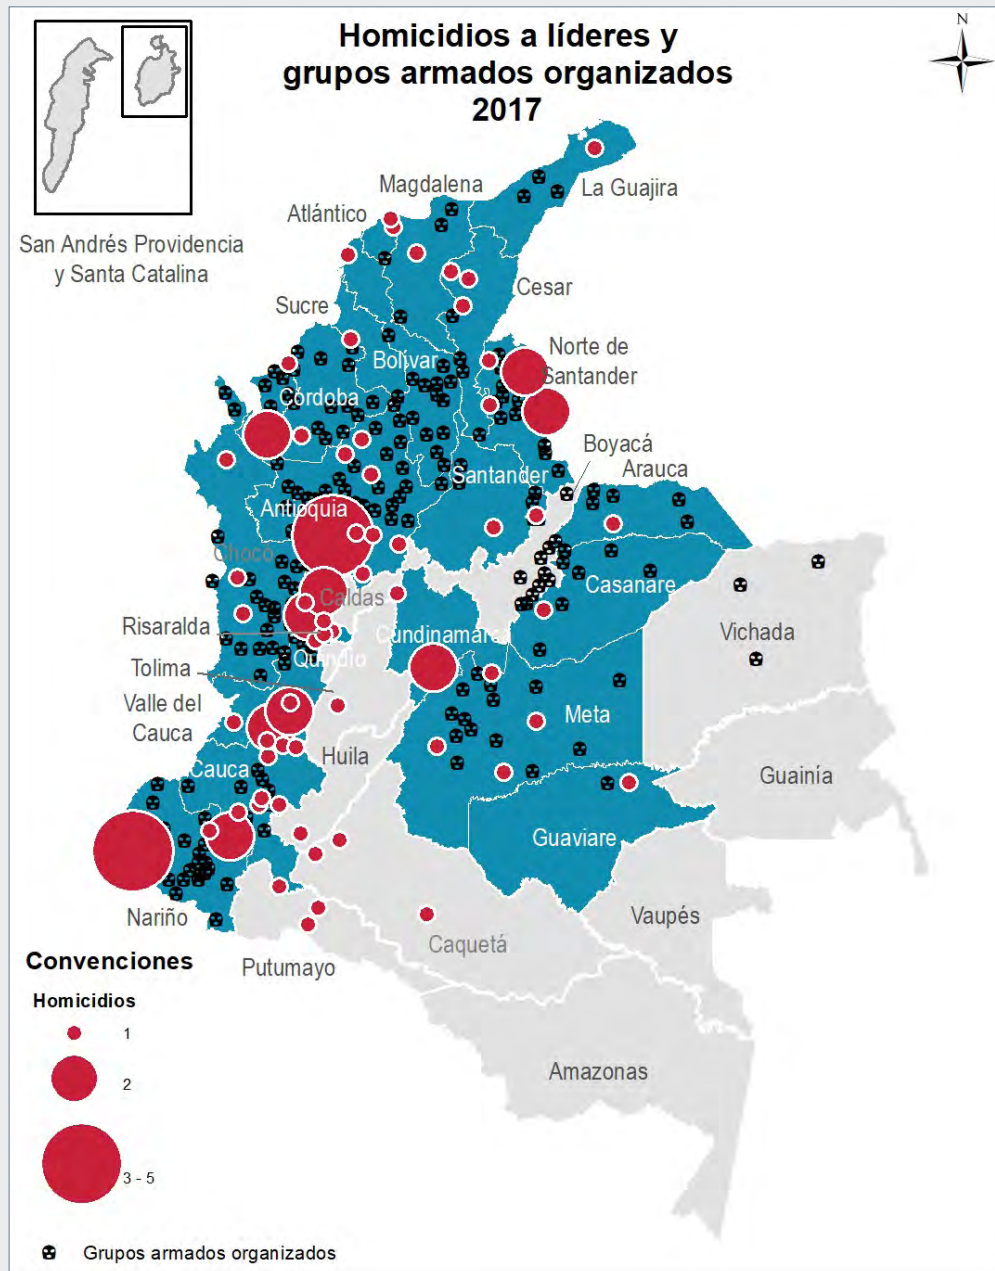 Homicidios a líderes y
grupos armados organizados
2017
N
San Andrés Providencia
y Santa Catalina
Magdalena
La Guajira
Atlántico
Cesar
Sucre
Bolívar
Norte de
Santander
Córdoba
Boyacá
Santander
Arauca
Antioquia
Chocó
Casanare
Caldas
Risaralda
Cundinamarca
Vichada
Quindío
Tolima
Valle del
Cauca
Meta
Huila
Cauca
Guainía
Guaviare
Nariño
Vaupés
Caquetá
Putumayo
Amazonas
Convenciones
Homicidios
1
2
3 - 5
Grupos armados organizados